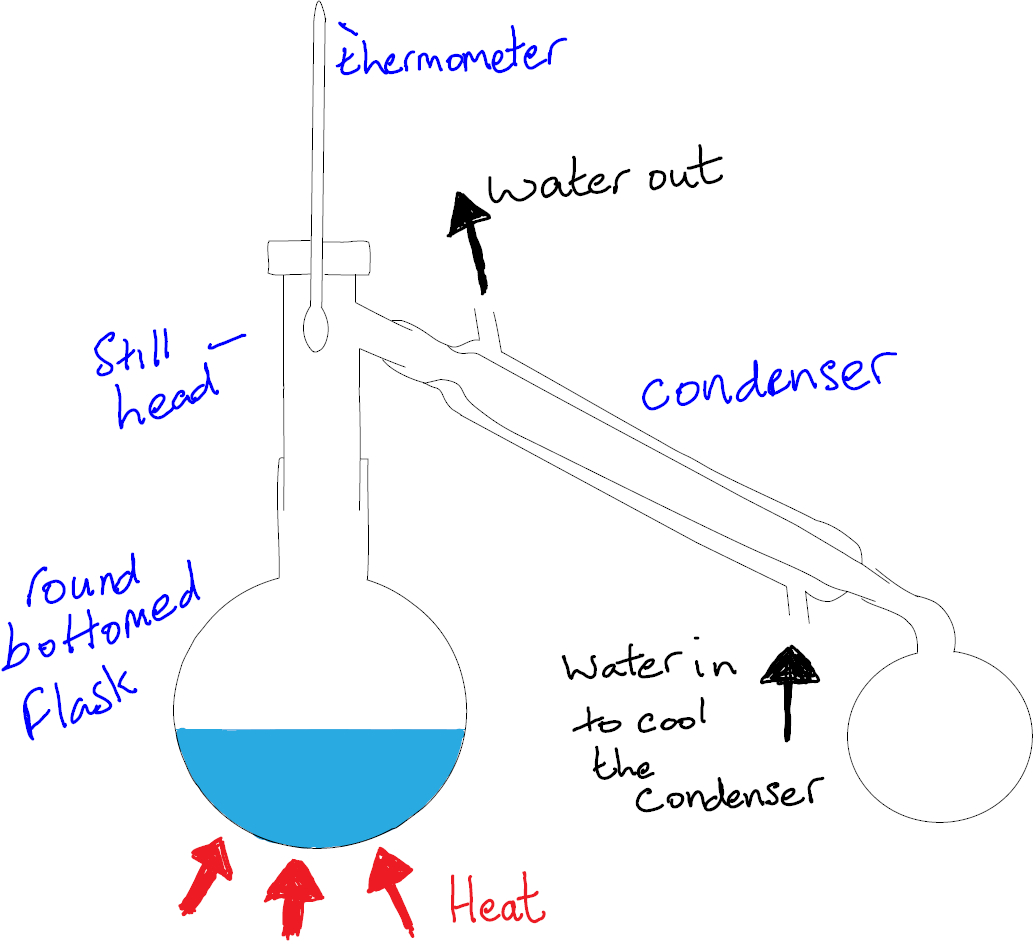 thermometer
water out
Still
head
condenser
round
bottomed
flask
Water in
to cool
the
condenser
Heat